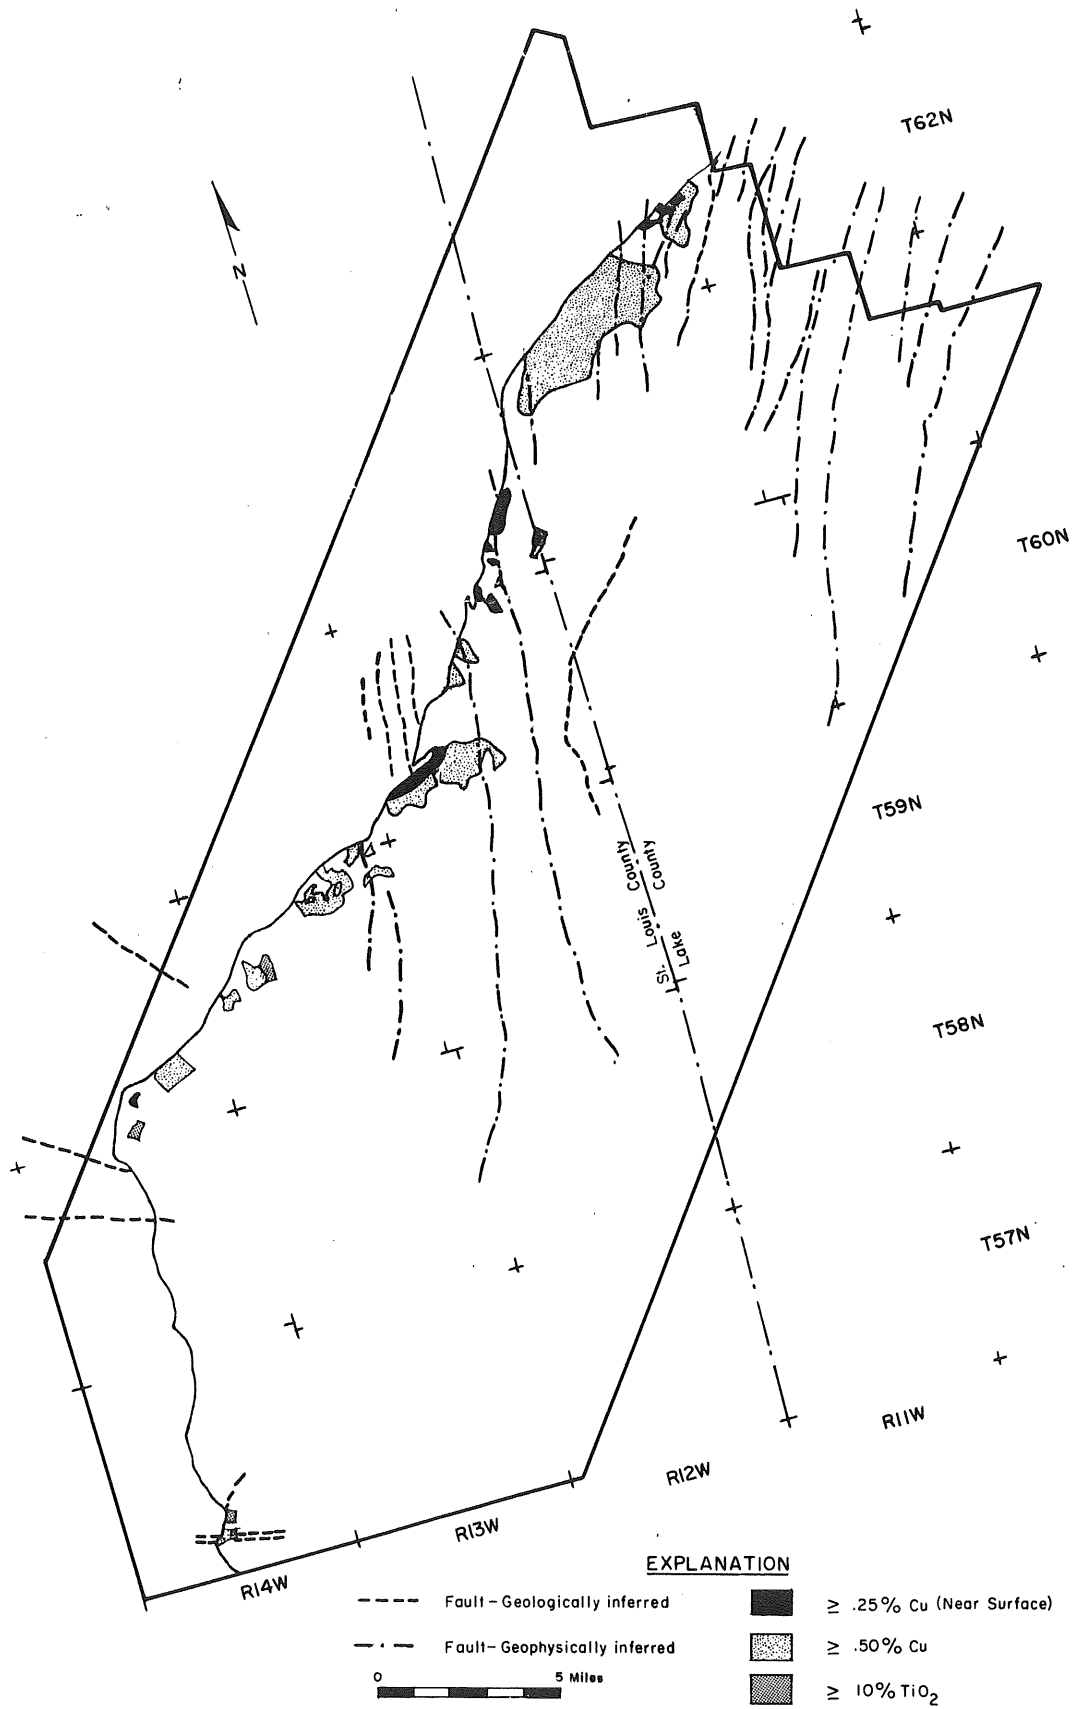 T62N
N
T60N
T59N
St. Louis County
Lake County
T58N
T57N
R11W
R12W
R13W
R14W
EXPLANATION
Fault-Geologically inferred
≥ .25% Cu (Near Surface)
Fault-Geophysically inferred
≥ .50% Cu
0 5 Miles
≥ 10% TiO₂